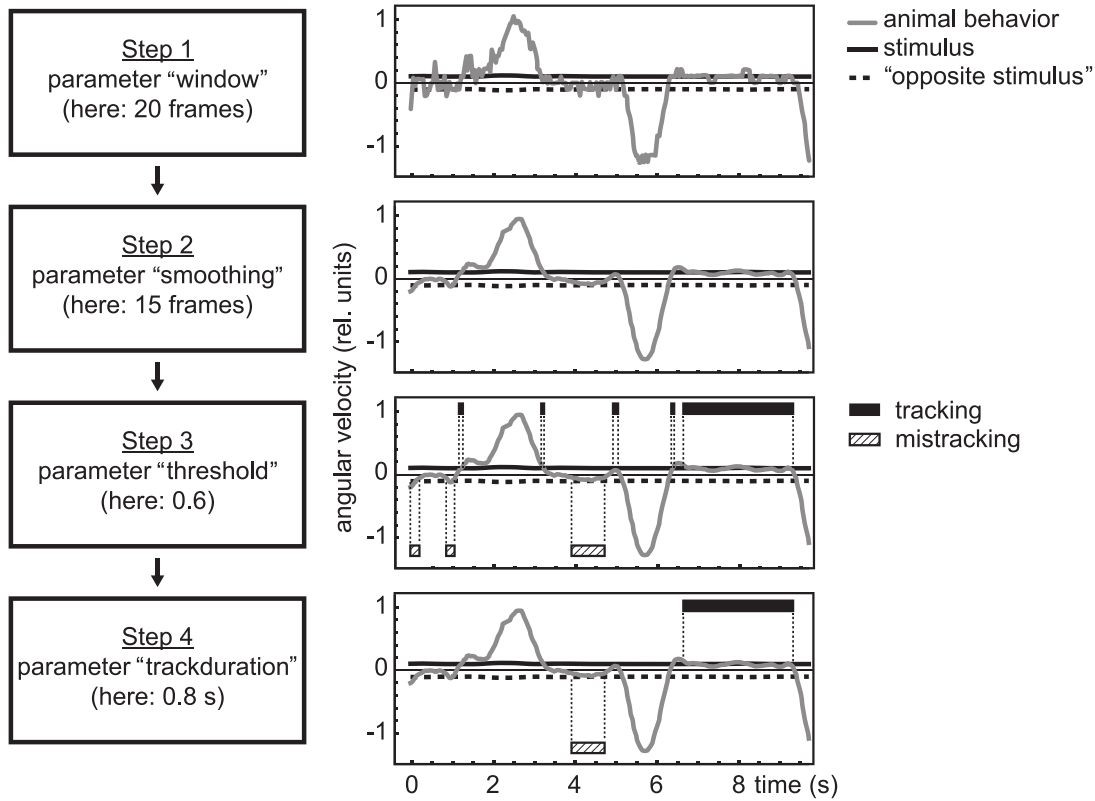 Step 1
parameter “window”
(here: 20 frames)
Step 2
parameter “smoothing”
(here: 15 frames)
Step 3
parameter “threshold”
(here: 0.6)
Step 4
parameter “trackduration”
(here: 0.8 s)
angular velocity (rel. units)
1
0
-1
1
0
-1
1
0
-1
1
0
-1
0 2 4 6 8 time (s)
animal behavior
stimulus
“opposite stimulus”
tracking
mistracking